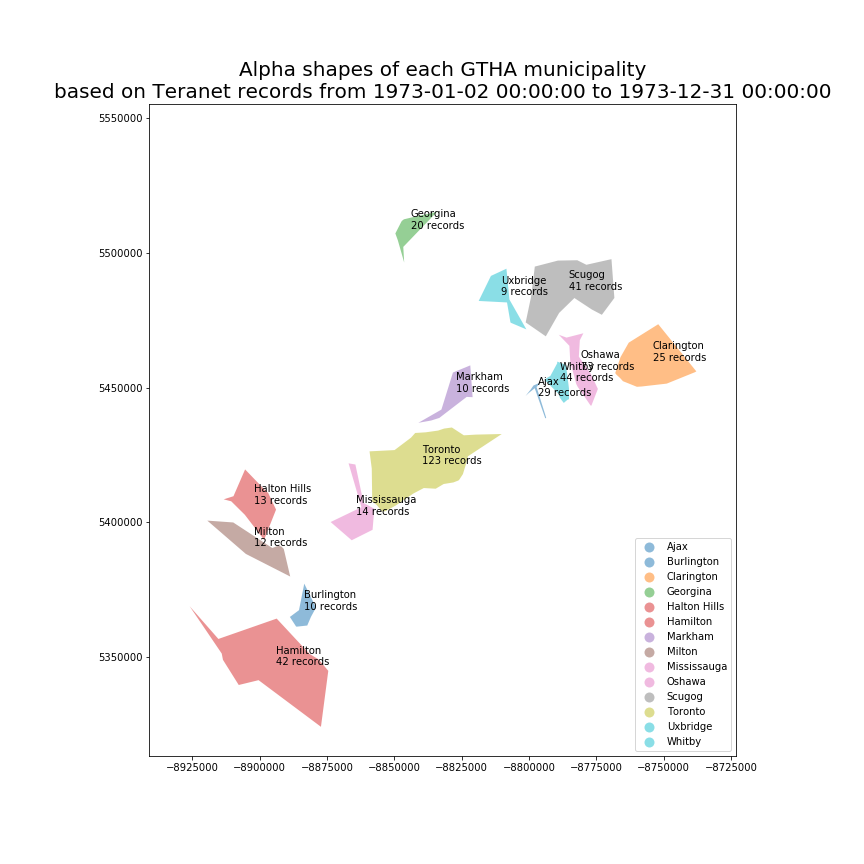 Alpha shapes of each GTHA municipality
based on Teranet records from 1973-01-02 00:00:00 to 1973-12-31 00:00:00
5550000
5500000
5450000
5400000
5350000
Georgina
20 records
Uxbridge
9 records
Scugog
41 records
Clarington
25 records
Oshawa
73 records
Whitby
44 records
Ajax
29 records
Markham
10 records
Toronto
123 records
Mississauga
14 records
Halton Hills
13 records
Milton
12 records
Burlington
10 records
Hamilton
42 records
Ajax
Burlington
Clarington
Georgina
Halton Hills
Hamilton
Markham
Milton
Mississauga
Oshawa
Scugog
Toronto
Uxbridge
Whitby
−8925000 −8900000 −8875000 −8850000 −8825000 −8800000 −8775000 −8750000 −8725000